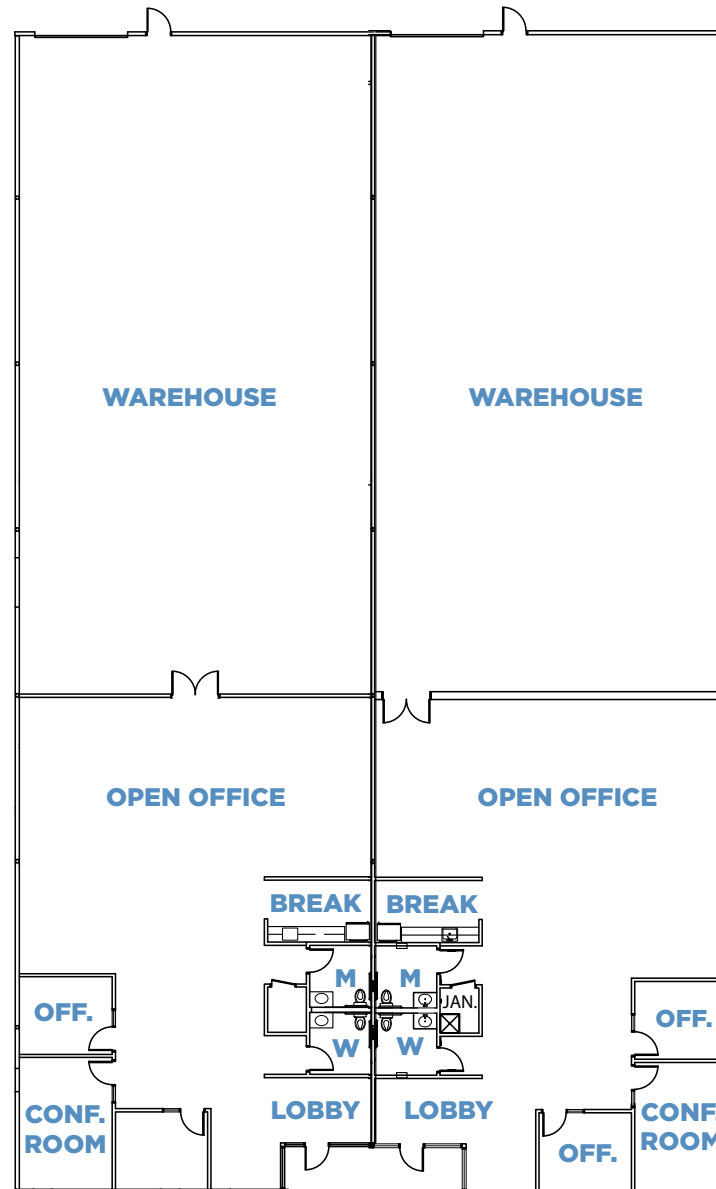 WAREHOUSE
WAREHOUSE
OPEN OFFICE
OPEN OFFICE
BREAK
BREAK
M
M
JAN.
OFF.
OFF.
W
W
LOBBY
LOBBY
CONF.
ROOM
CONF.
ROOM
OFF.